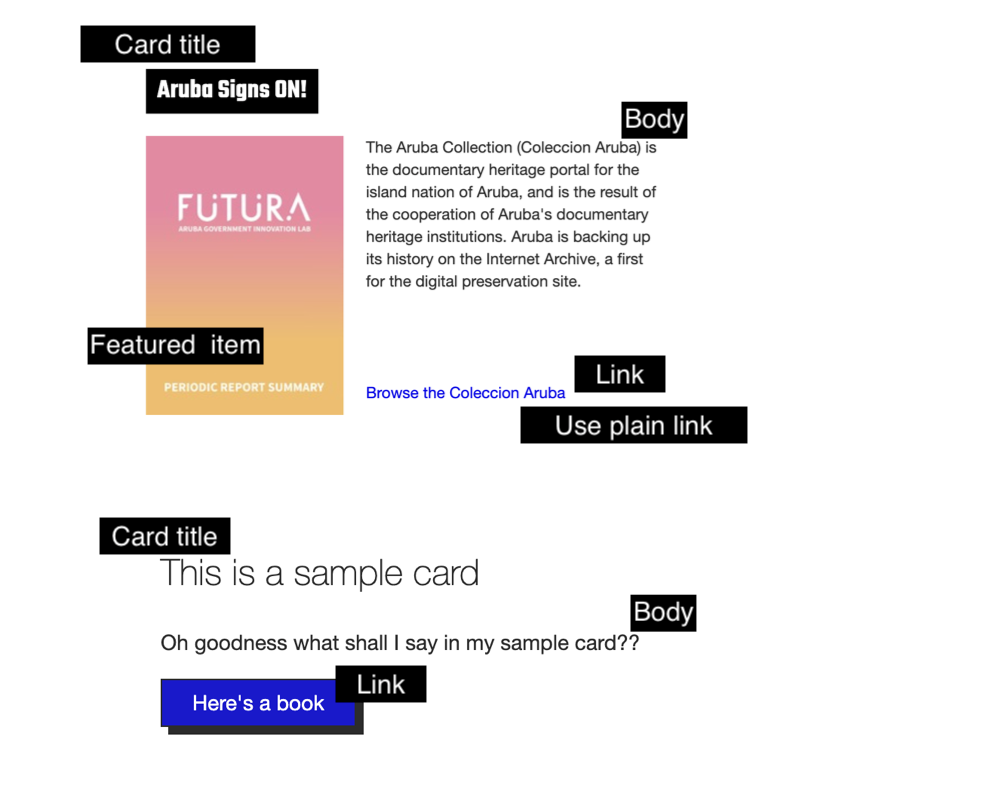 Card title
Aruba Signs ON!
Body
The Aruba Collection (Coleccion Aruba) is
the documentary heritage portal for the
island nation of Aruba, and is the result of
the cooperation of Aruba's documentary
heritage institutions. Aruba is backing up
its history on the Internet Archive, a first
for the digital preservation site.
FUTURA
ARUBA GOVERNMENT INNOVATION LAB
Featured item
PERIODIC REPORT SUMMARY
Link
Browse the Coleccion Aruba
Use plain link
Card title
This is a sample card
Body
Oh goodness what shall I say in my sample card??
Link
Here's a book